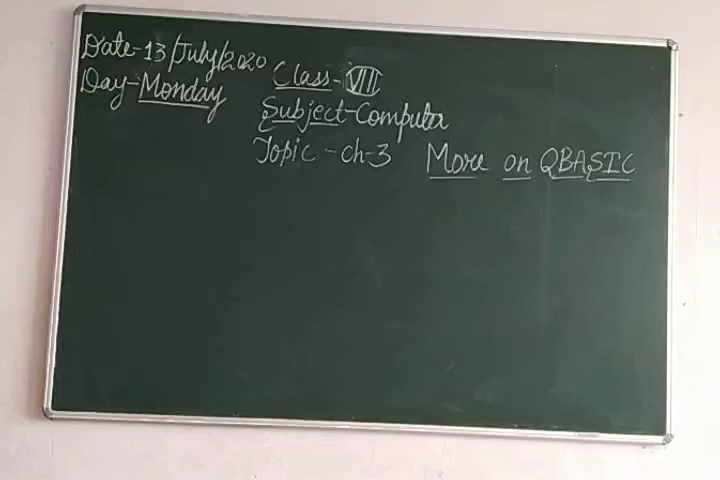 Date-13/July/2020
Day-Monday
Class-VII
Subject-Computer
Topic-ch-3 More on QBASIC